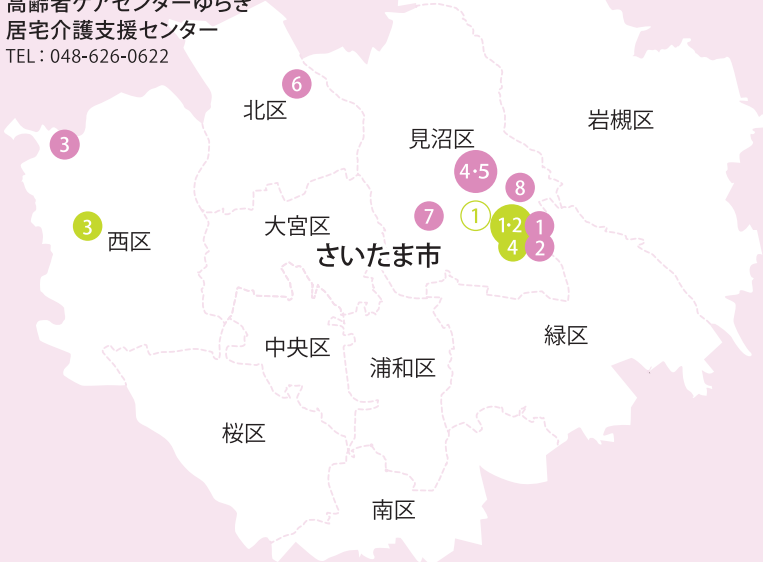 高齢者ケアセンターゆらぎ
居宅介護支援センター
TEL：048-626-0622
6
北区
岩槻区
見沼区
3
4・5
8
7
1
1・2
1
3
西区
大宮区
4
2
さいたま市
緑区
中央区
浦和区
桜区
南区